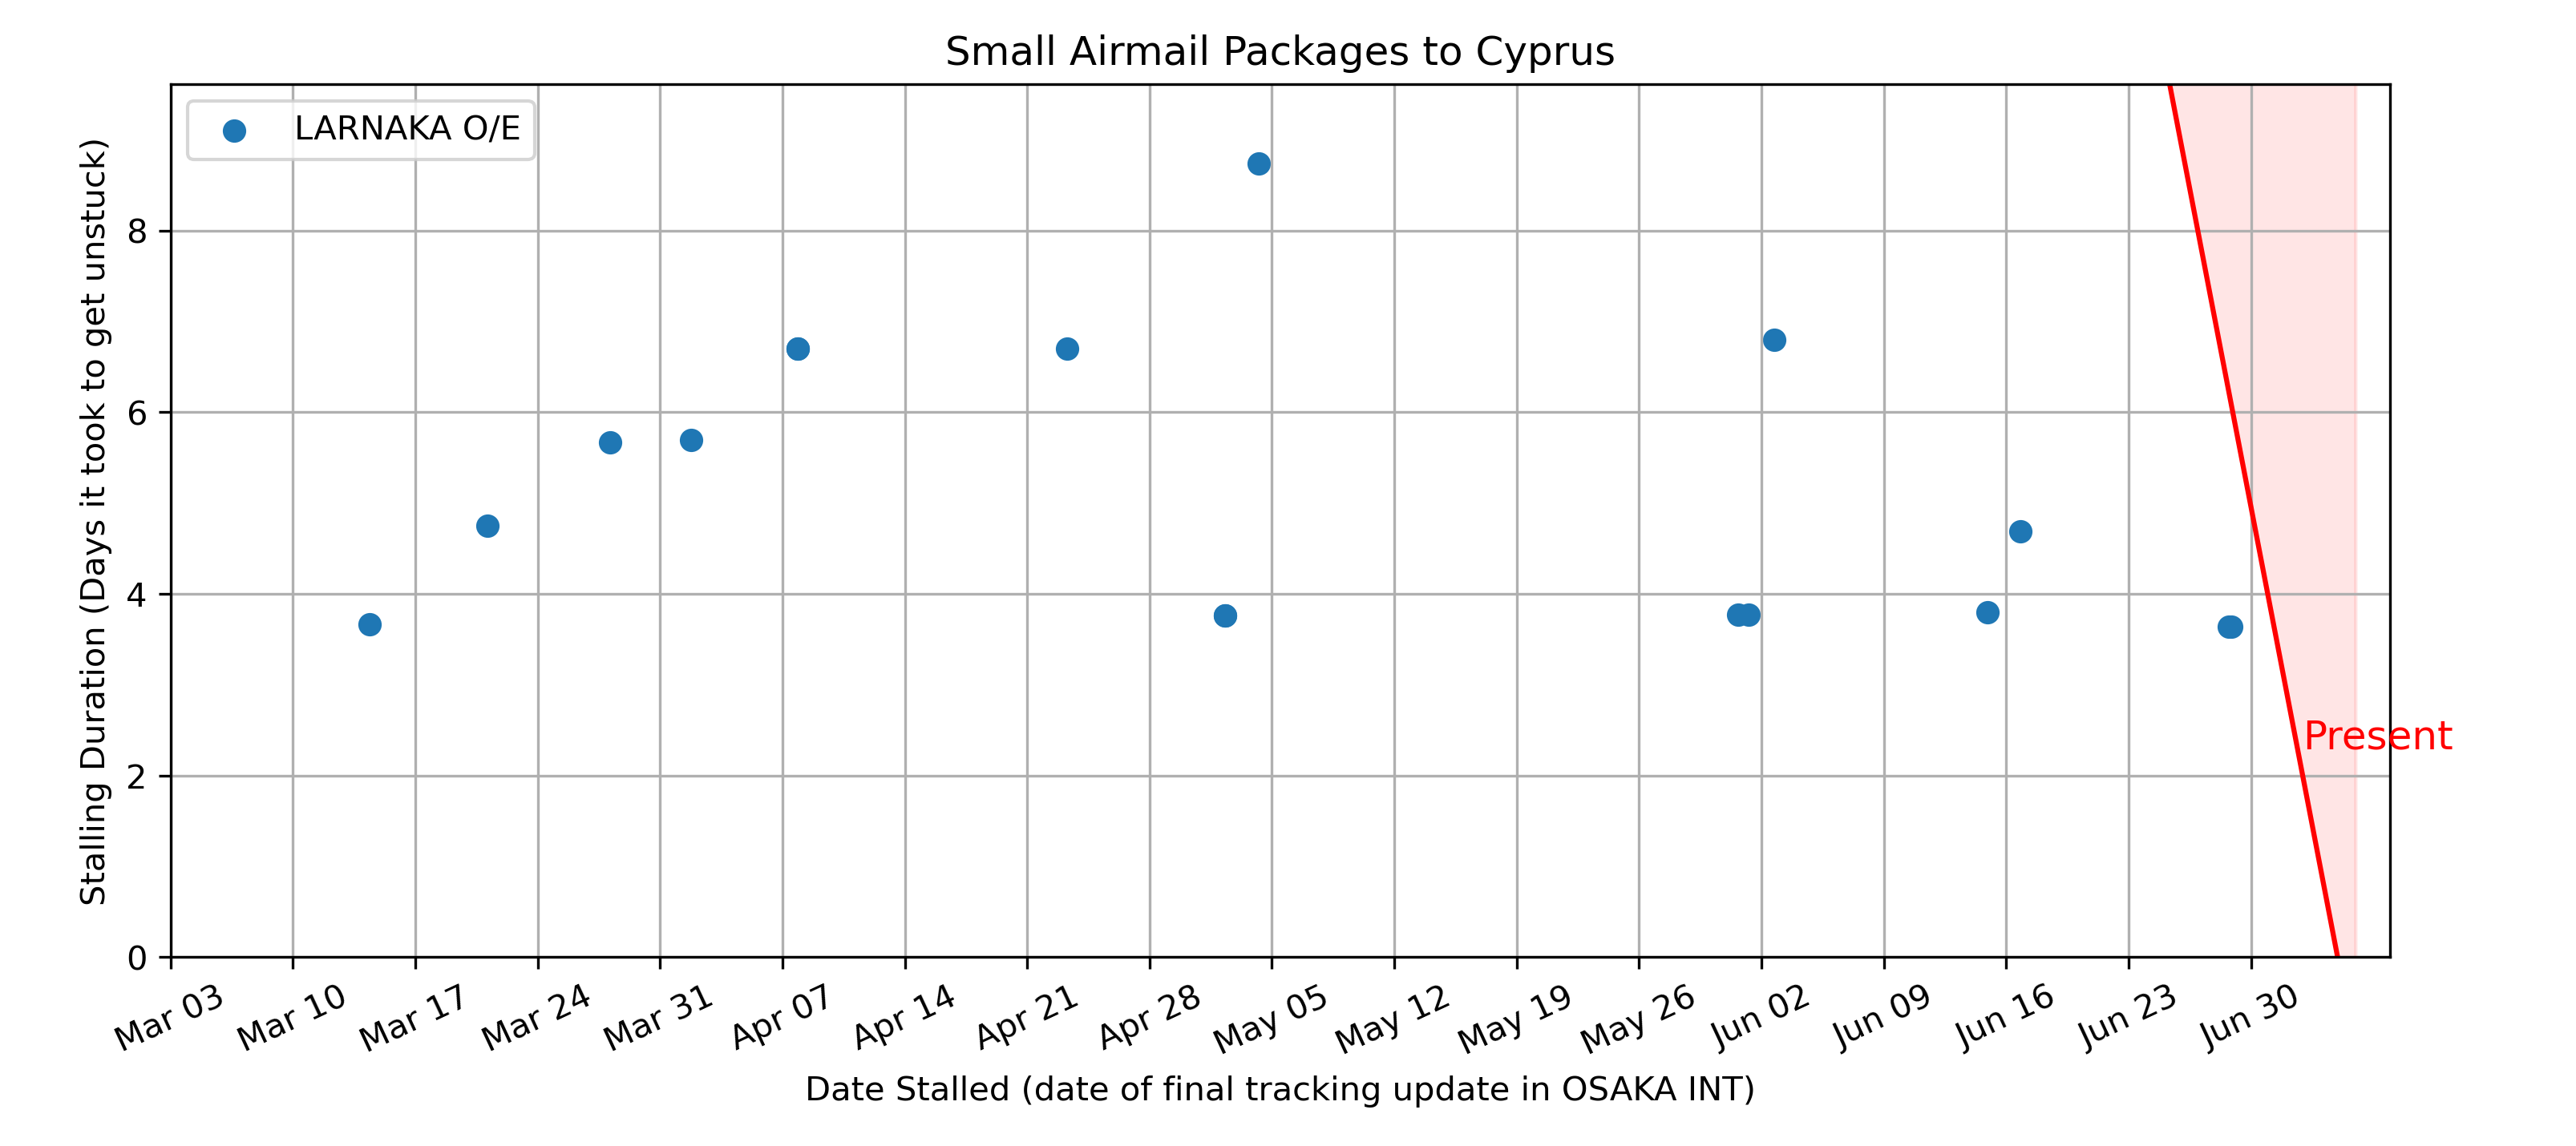 Small Airmail Packages to Cyprus
LARNAKA O/E
Stalling Duration (Days it took to get unstuck)
8
6
4
2
0
Present
Mar 03
Mar 10
Mar 17
Mar 24
Mar 31
Apr 07
Apr 14
Apr 21
Apr 28
May 05
May 12
May 19
May 26
Jun 02
Jun 09
Jun 16
Jun 23
Jun 30
Date Stalled (date of final tracking update in OSAKA INT)